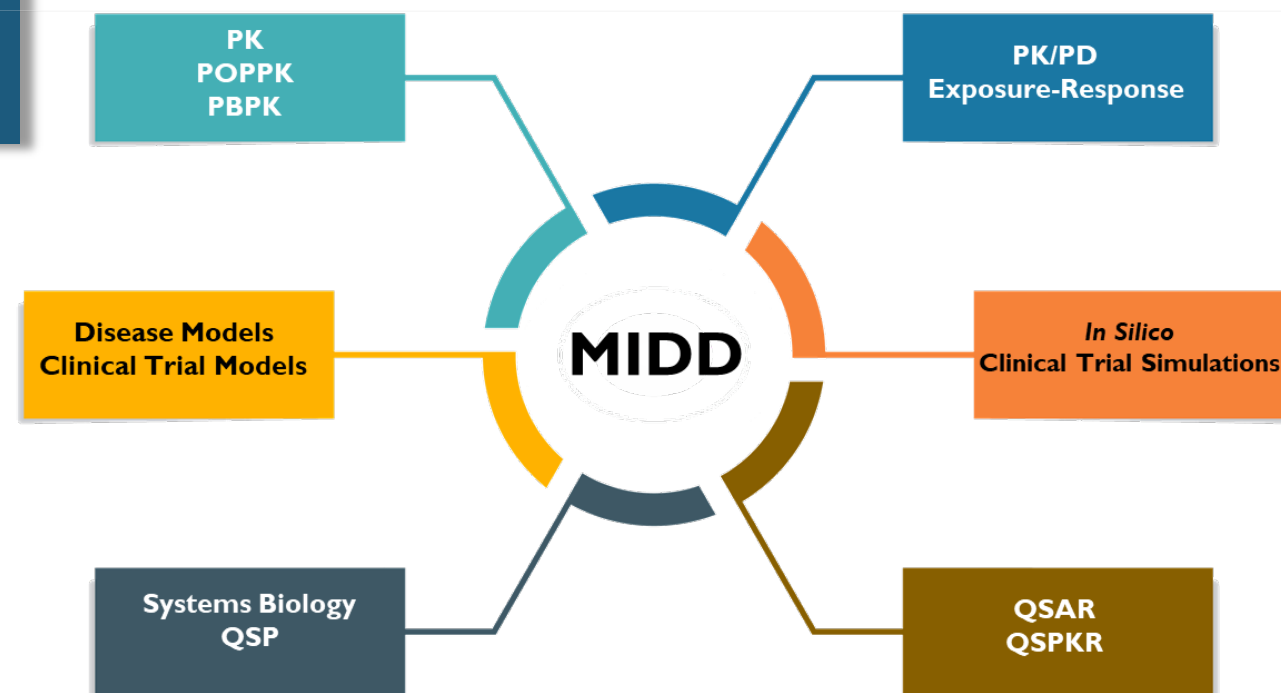 PK
POPPK
PBPK
PK/PD
Exposure-Response
Disease Models
Clinical Trial Models
MIDD
In Silico
Clinical Trial Simulations
Systems Biology
QSP
QSAR
QSPKR